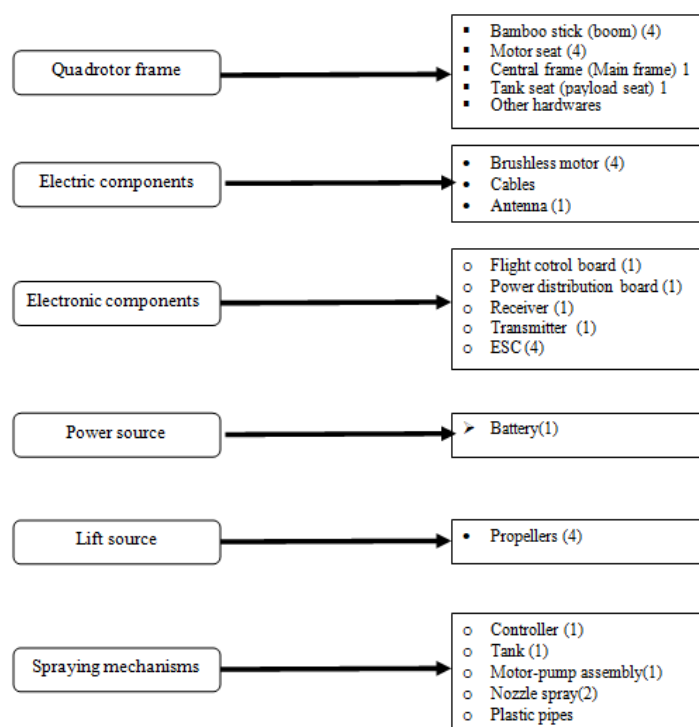 Quadrotor frame
▪ Bamboo stick (boom) (4)
▪ Motor seat (4)
▪ Central frame (Main frame) 1
▪ Tank seat (payload seat) 1
▪ Other hardwares
Electric components
• Brushless motor (4)
• Cables
• Antenna (1)
Electronic components
o Flight cotrol board (1)
o Power distribution board (1)
o Receiver (1)
o Transmitter (1)
o ESC (4)
Power source
➢ Battery(1)
Lift source
• Propellers (4)
Spraying mechanisms
o Controller (1)
o Tank (1)
o Motor-pump assembly(1)
o Nozzle spray(2)
o Plastic pipes